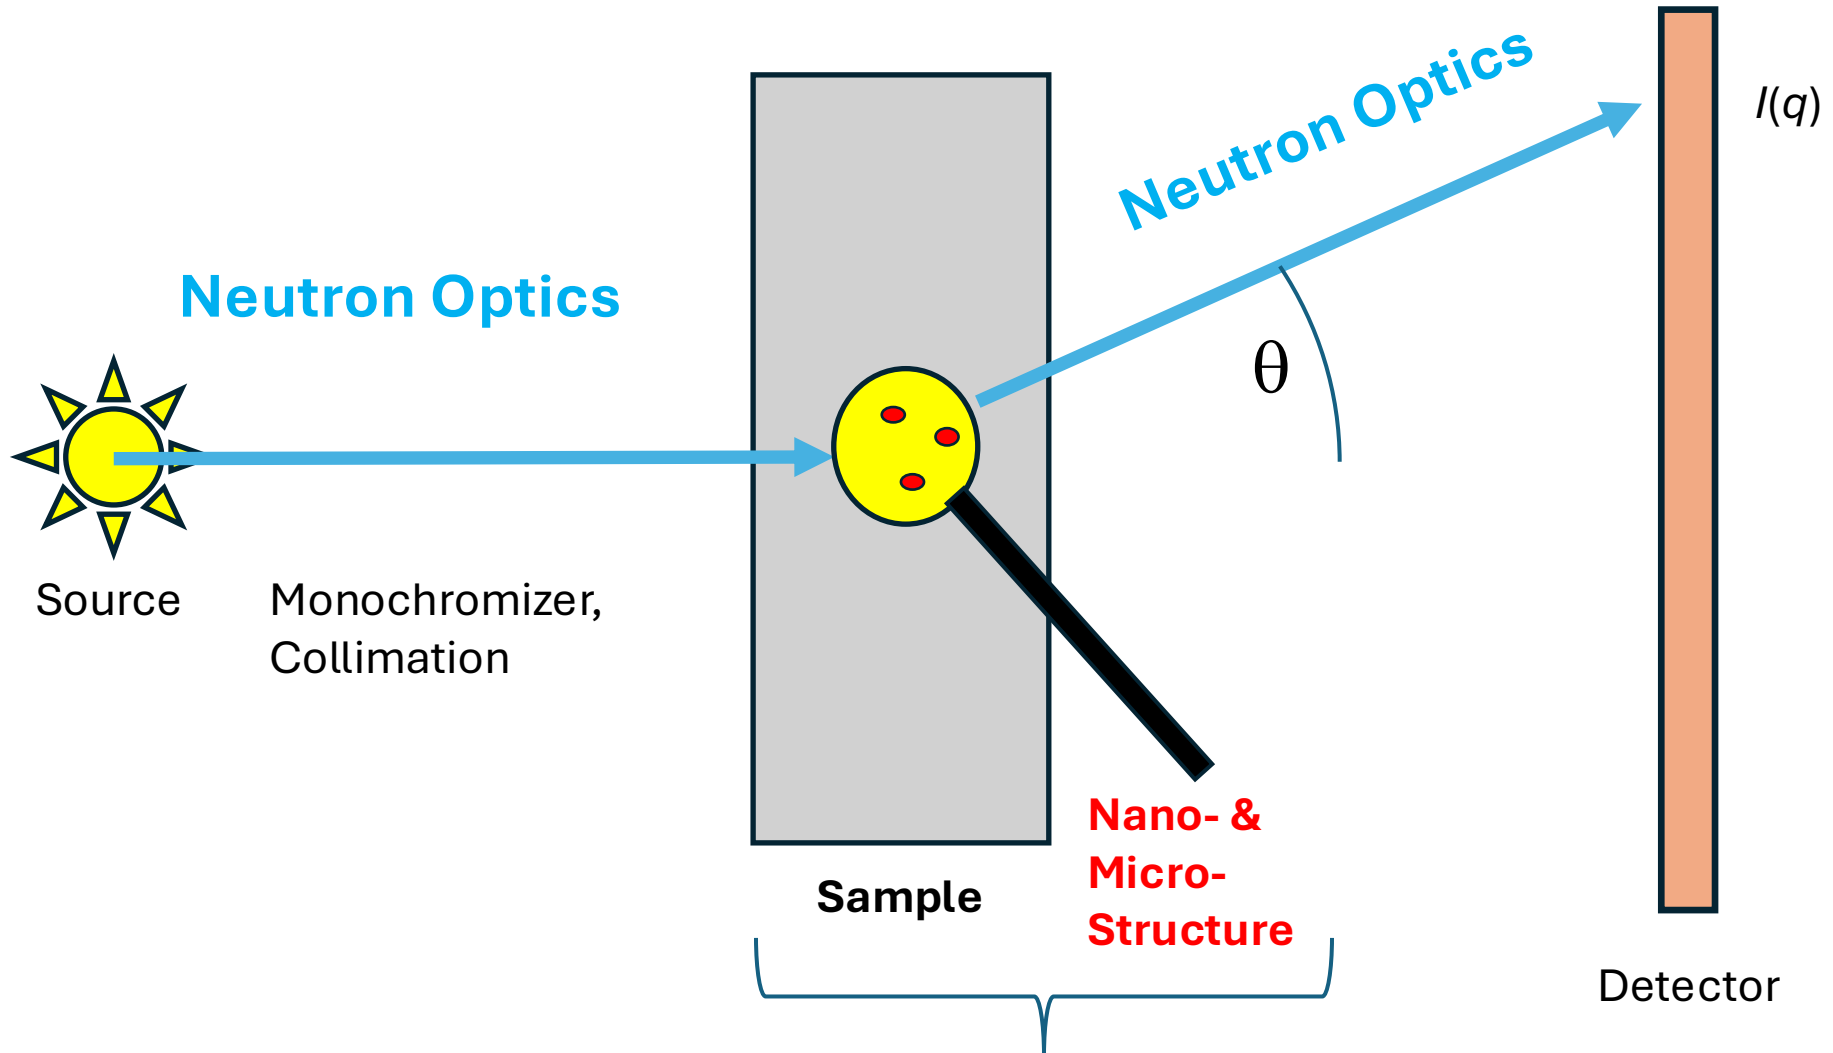 Neutron Optics
Neutron Optics
I(q)
θ
Source
Monochromizer,
Collimation
Nano- &
Micro-
Structure
Sample
Detector